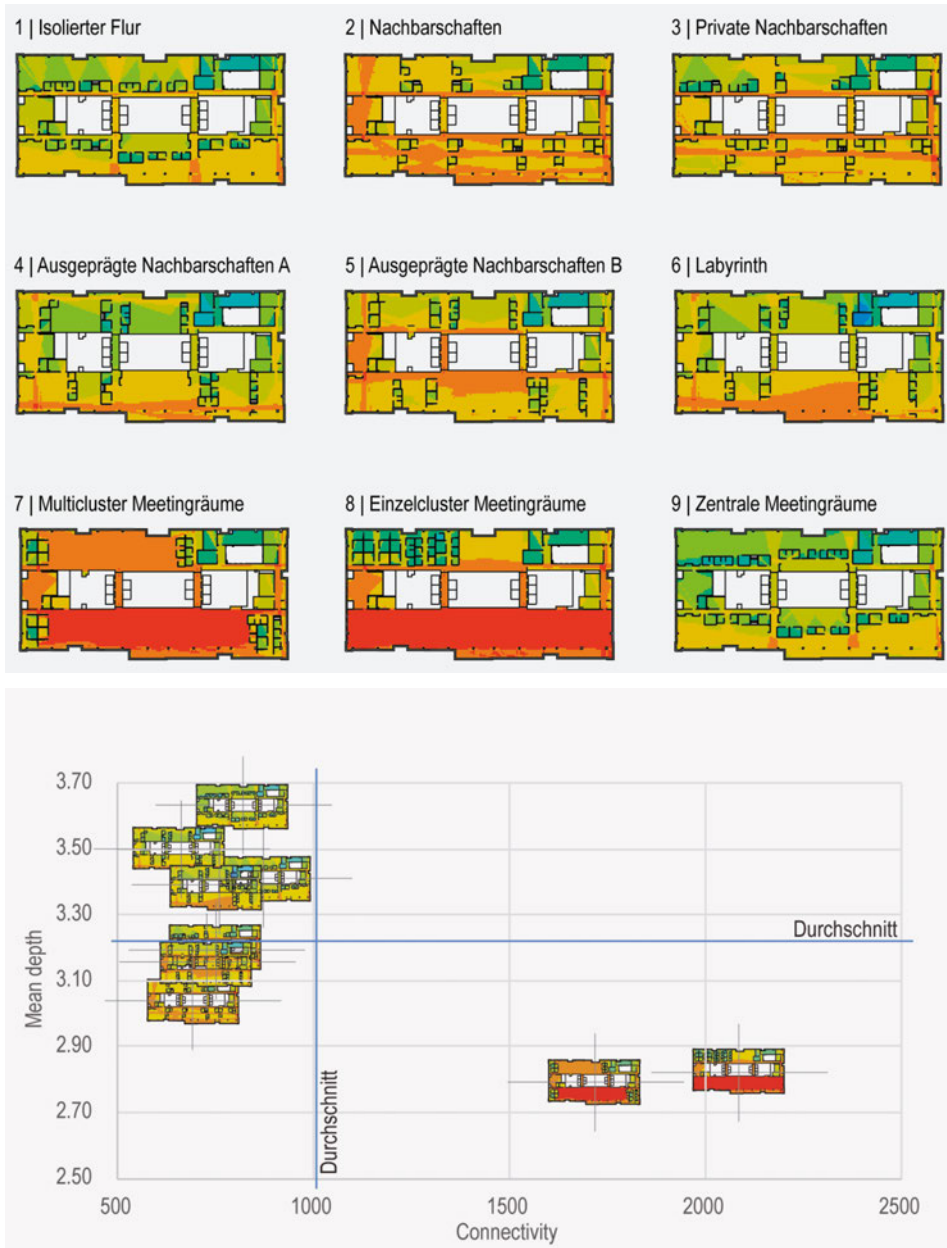 1 | Isolierter Flur
2 | Nachbarschaften
3 | Private Nachbarschaften
4 | Ausgeprägte Nachbarschaften A
5 | Ausgeprägte Nachbarschaften B
6 | Labyrinth
7 | Multicluster Meetingräume
8 | Einzelcluster Meetingräume
9 | Zentrale Meetingräume
Mean depth
3.70
3.50
3.30
3.10
2.90
2.70
2.50
Durchschnitt
Durchschnitt
500
1000
1500
2000
2500
Connectivity